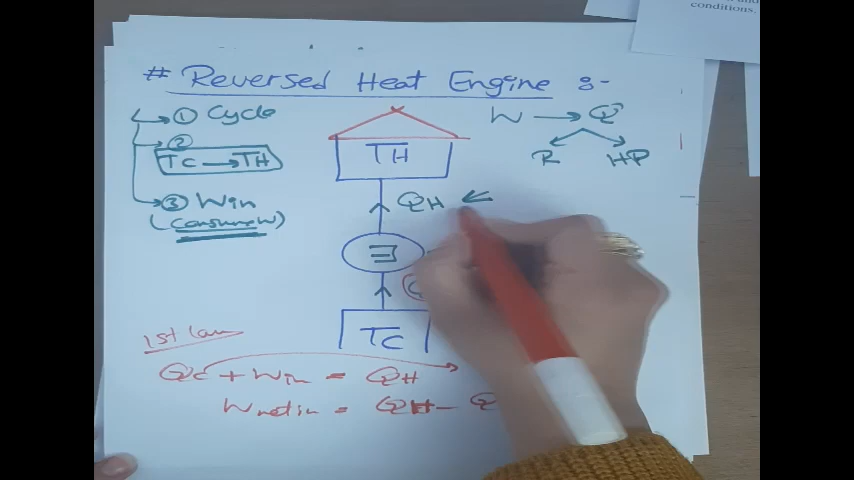 conditions.
# Reversed Heat Engine :-
① Cycle
W → Q
②
TC → TH
TH
R HP
③ Win
(Consume W)
QH
E
TC
1st law
QC + Win = QH
Wnet in = QH - Q